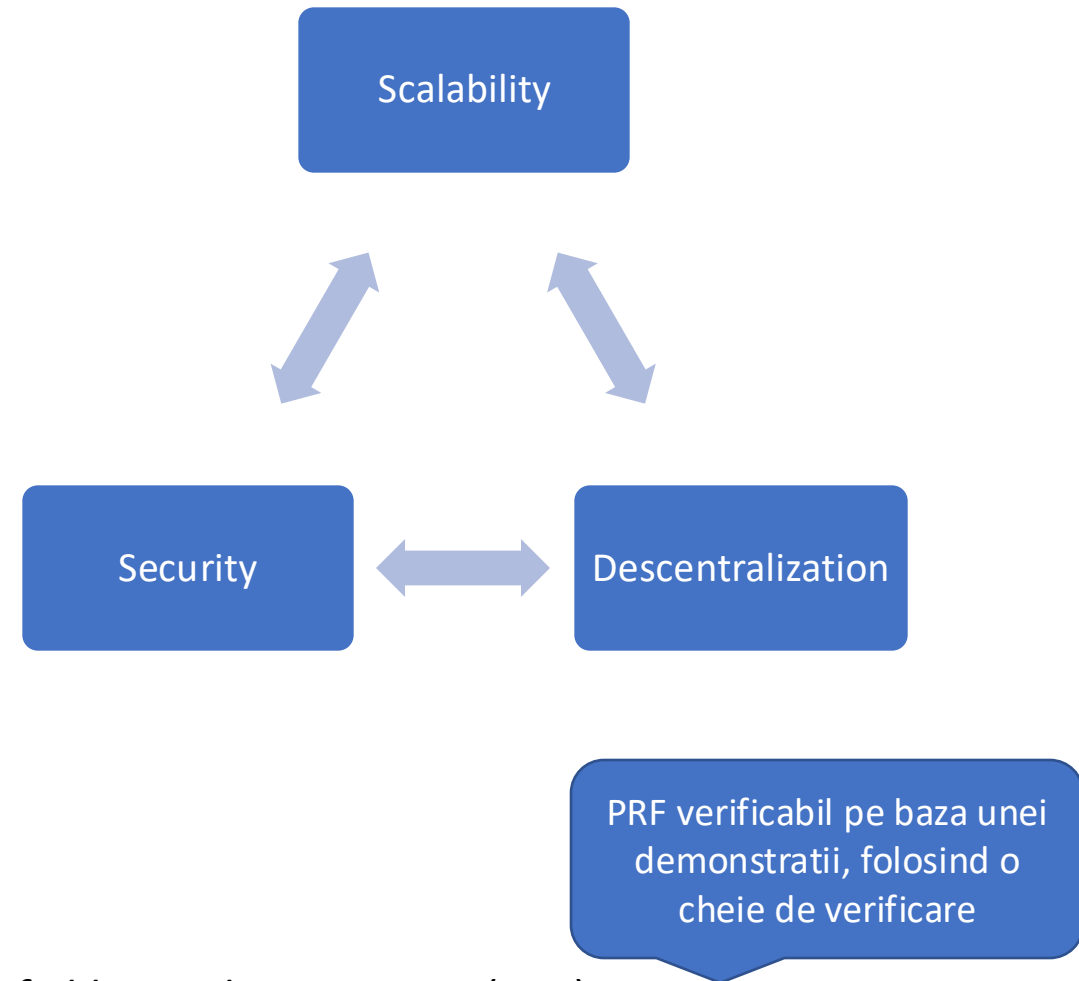 Scalability
Security
Descentralization
PRF verificabil pe baza unei
demonstratii, folosind o
cheie de verificare